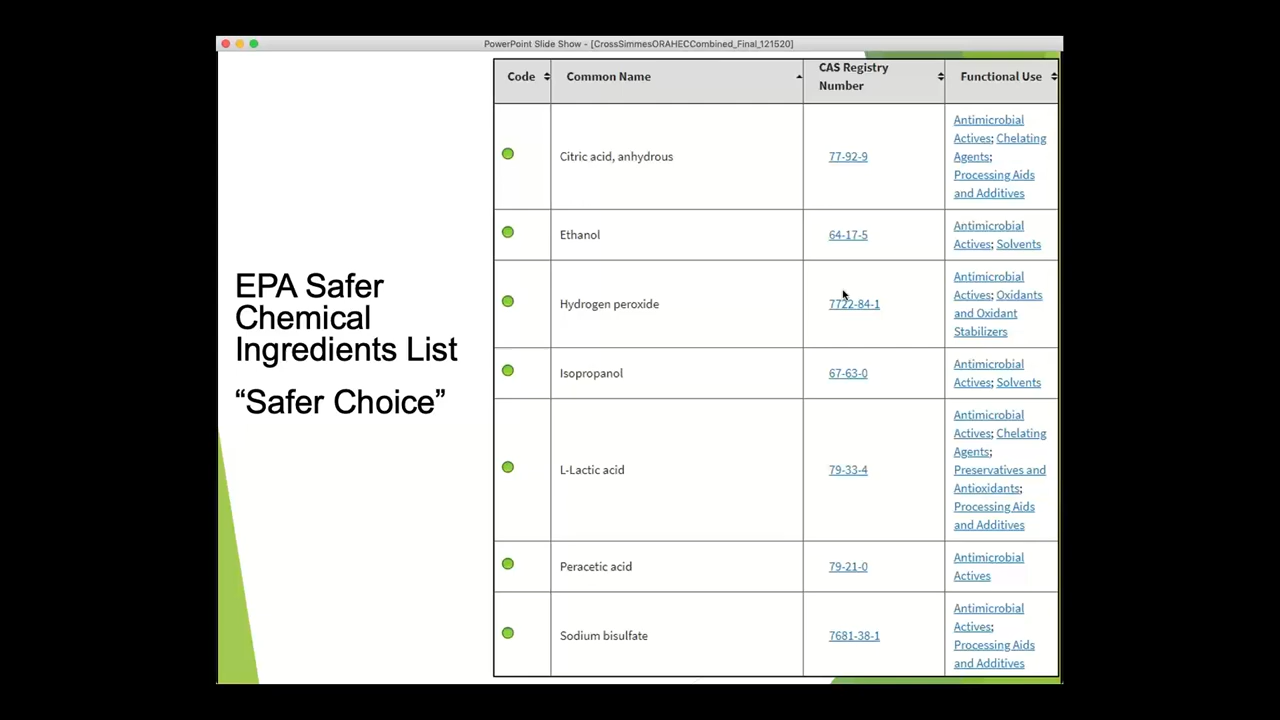 PowerPoint Slide Show - [CrossSimmesORAHECCombined_Final_121520]
EPA Safer
Chemical
Ingredients List
“Safer Choice”
Code
Common Name
CAS Registry
Number
Functional Use
Citric acid, anhydrous
77-92-9
Antimicrobial
Actives; Chelating
Agents;
Processing Aids
and Additives
Ethanol
64-17-5
Antimicrobial
Actives; Solvents
Hydrogen peroxide
7722-84-1
Antimicrobial
Actives; Oxidants
and Oxidant
Stabilizers
Isopropanol
67-63-0
Antimicrobial
Actives; Solvents
L-Lactic acid
79-33-4
Antimicrobial
Actives; Chelating
Agents;
Preservatives and
Antioxidants;
Processing Aids
and Additives
Peracetic acid
79-21-0
Antimicrobial
Actives
Sodium bisulfate
7681-38-1
Antimicrobial
Actives;
Processing Aids
and Additives